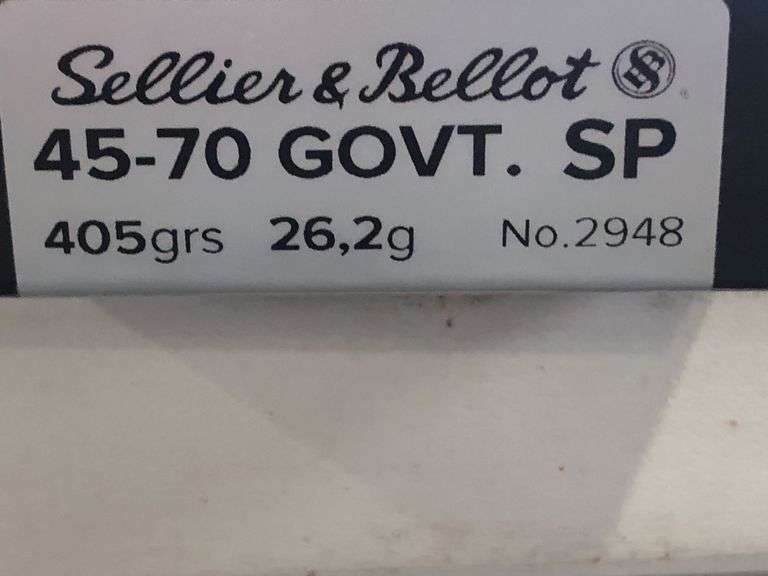 Sellier & Bellot
45-70 GOVT. SP
405grs 26,2g No.2948